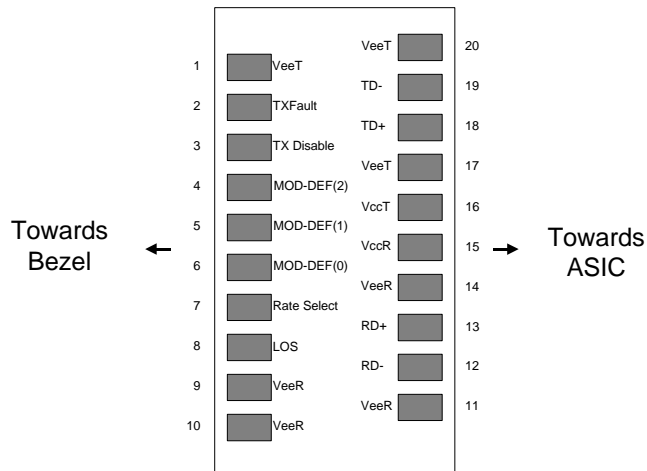 VeeT 20
1 VeeT
TD- 19
2 TXFault
TD+ 18
3 TX Disable
VeeT 17
4 MOD-DEF(2)
VccT 16
5 MOD-DEF(1)
Towards
Bezel
VccR 15
Towards
ASIC
6 MOD-DEF(0)
VeeR 14
7 Rate Select
RD+ 13
8 LOS
RD- 12
9 VeeR
VeeR 11
10 VeeR